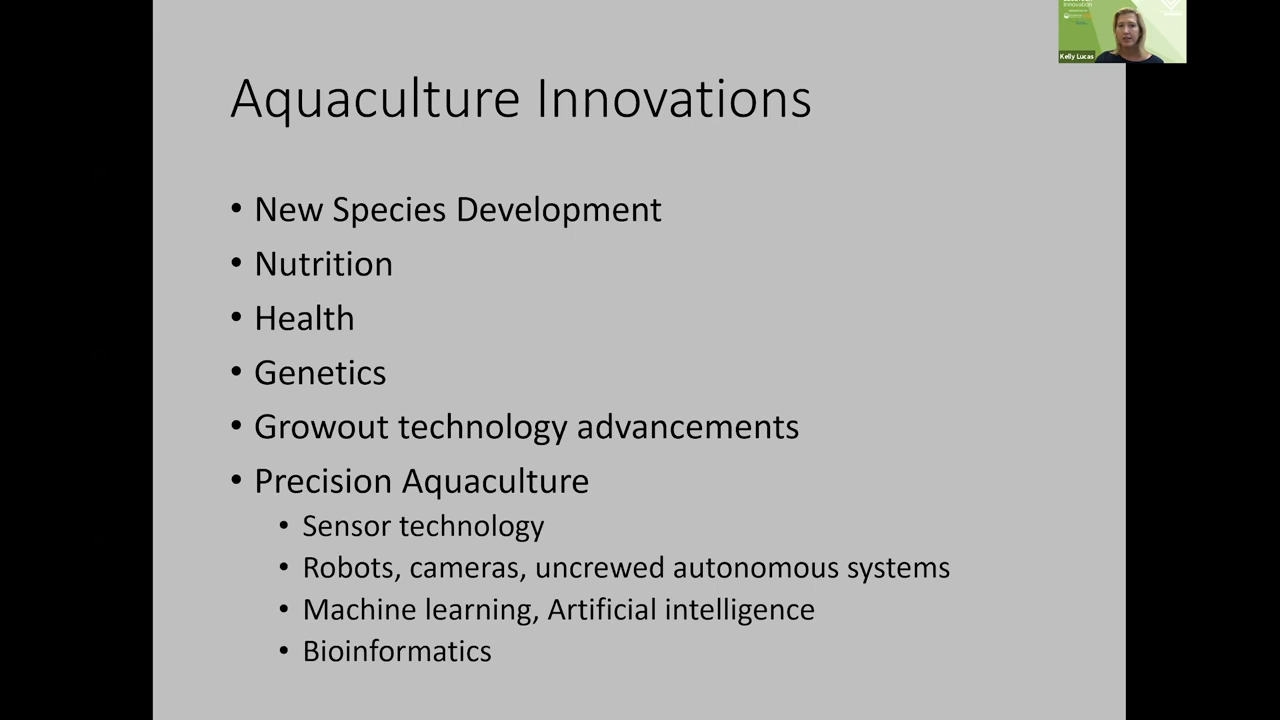 innovation
Kelly Lucas
Aquaculture Innovations
• New Species Development
• Nutrition
• Health
• Genetics
• Growout technology advancements
• Precision Aquaculture
• Sensor technology
• Robots, cameras, uncrewed autonomous systems
• Machine learning, Artificial intelligence
• Bioinformatics